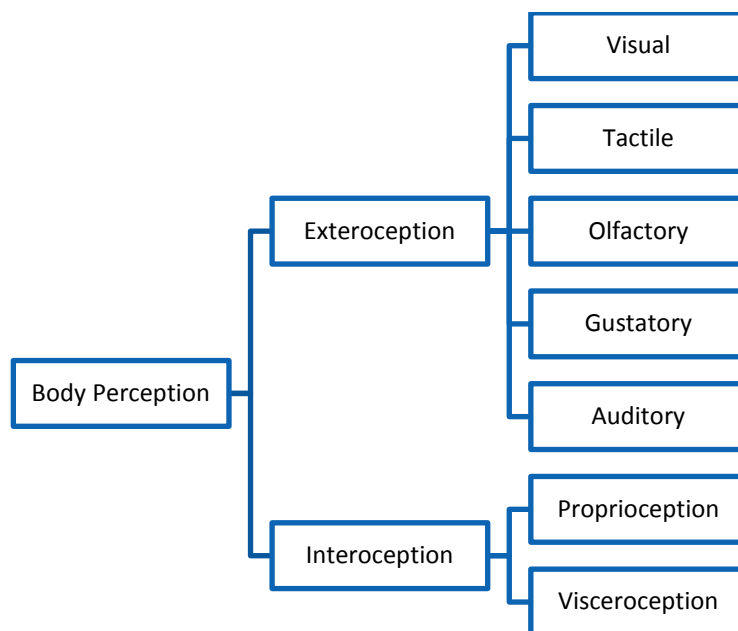 Visual
Tactile
Exteroception
Olfactory
Gustatory
Body Perception
Auditory
Proprioception
Interoception
Visceroception